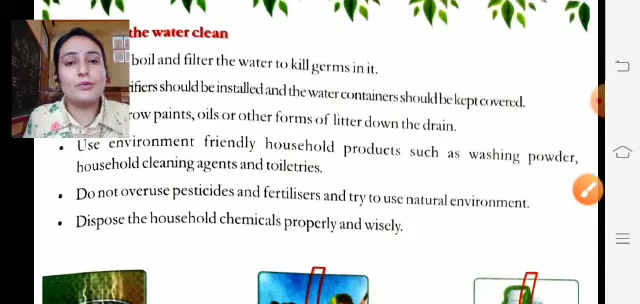 the water clean
boil and filter the water to kill germs in it.
should be installed and the water containers should be kept covered.
paints, oils or other forms of litter down the drain.
• Use environment friendly household products such as washing powder,
household cleaning agents and toiletries.
• Do not overuse pesticides and fertilisers and try to use natural environment.
• Dispose the household chemicals properly and wisely.